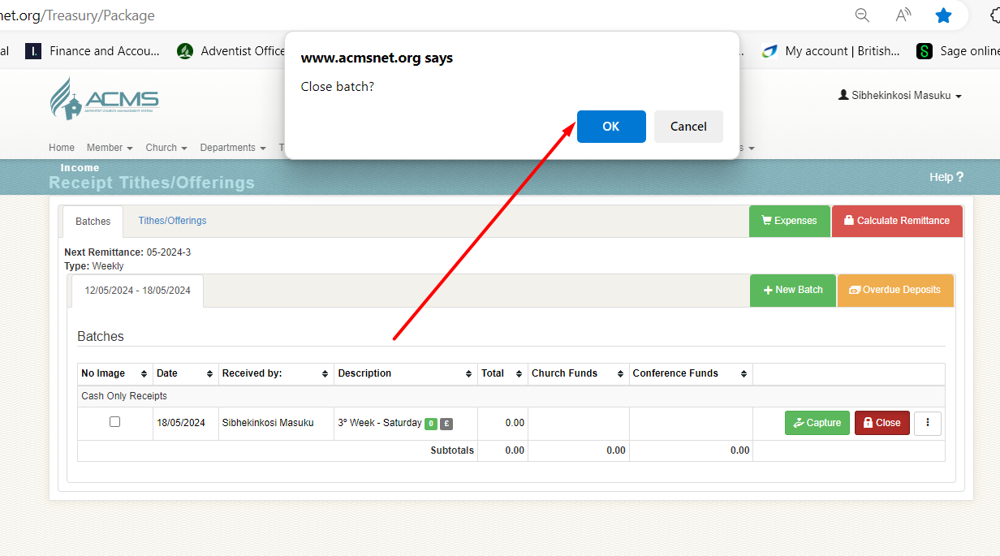 net.org/Treasury/Package
al
Finance and Accou...
Adventist Office
My account | British...
Sage online
www.acmsnet.org says
Close batch?
OK
Cancel
ACMS
ADVENTIST CHURCH MANAGEMENT SYSTEM
Sibhekinkosi Masuku
Home Member Church Departments T s
Income
Receipt Tithes/Offerings
Help ?
Batches Tithes/Offerings Expenses Calculate Remittance
Next Remittance: 05-2024-3
Type: Weekly
12/05/2024 - 18/05/2024 New Batch Overdue Deposits
Batches
No Image Date Received by: Description Total Church Funds Conference Funds
Cash Only Receipts
18/05/2024 Sibhekinkosi Masuku 3º Week - Saturday 0 £ 0.00 Capture Close
Subtotals 0.00 0.00 0.00